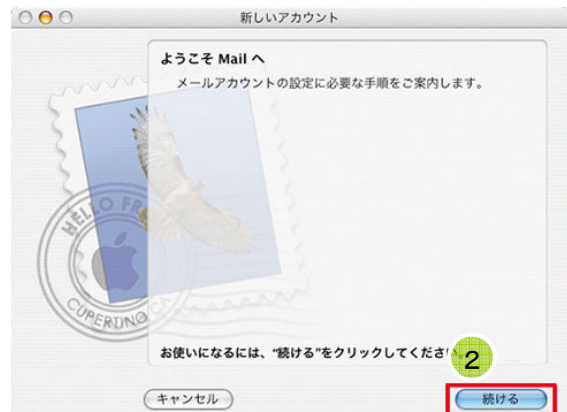 新しいアカウント
ようこそ Mail へ
メールアカウントの設定に必要な手順をご案内します。
HELLO FR
CUPERTINO
お使いになるには、“続ける”をクリックしてくださ
2
キャンセル
続ける